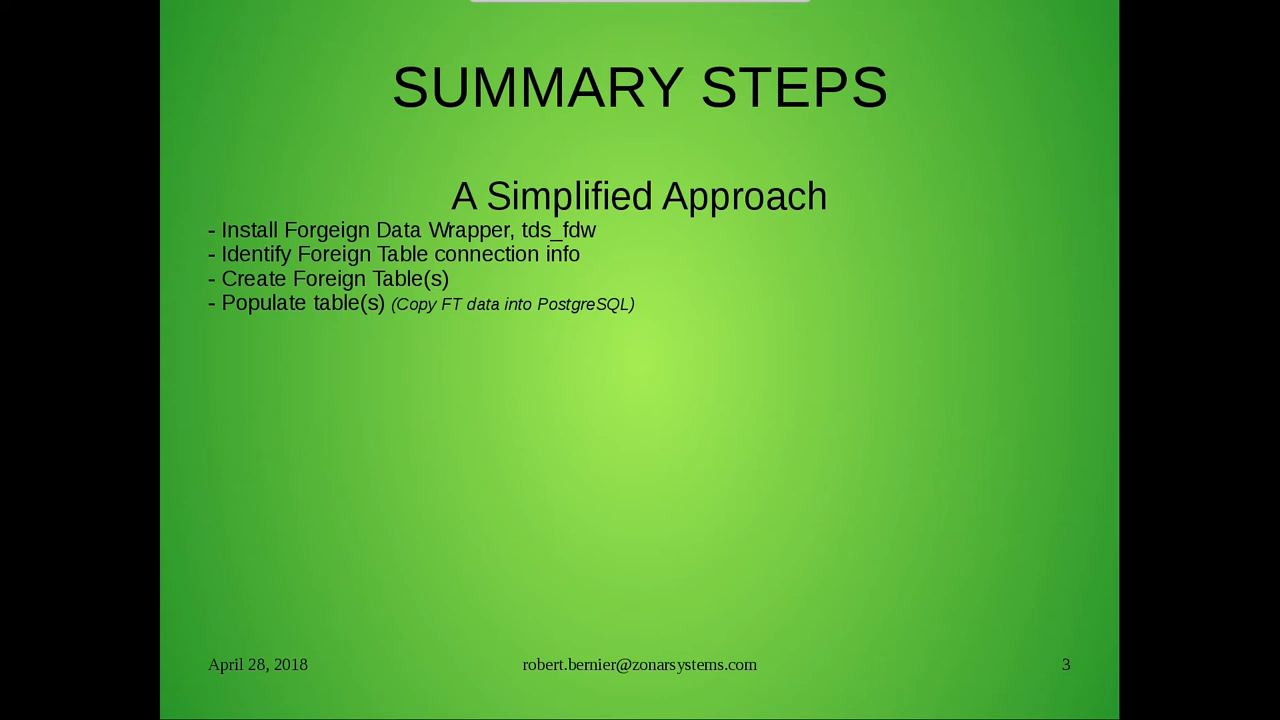 SUMMARY STEPS
A Simplified Approach
- Install Forgeign Data Wrapper, tds_fdw
- Identify Foreign Table connection info
- Create Foreign Table(s)
- Populate table(s) (Copy FT data into PostgreSQL)
April 28, 2018
robert.bernier@zonarsystems.com
3